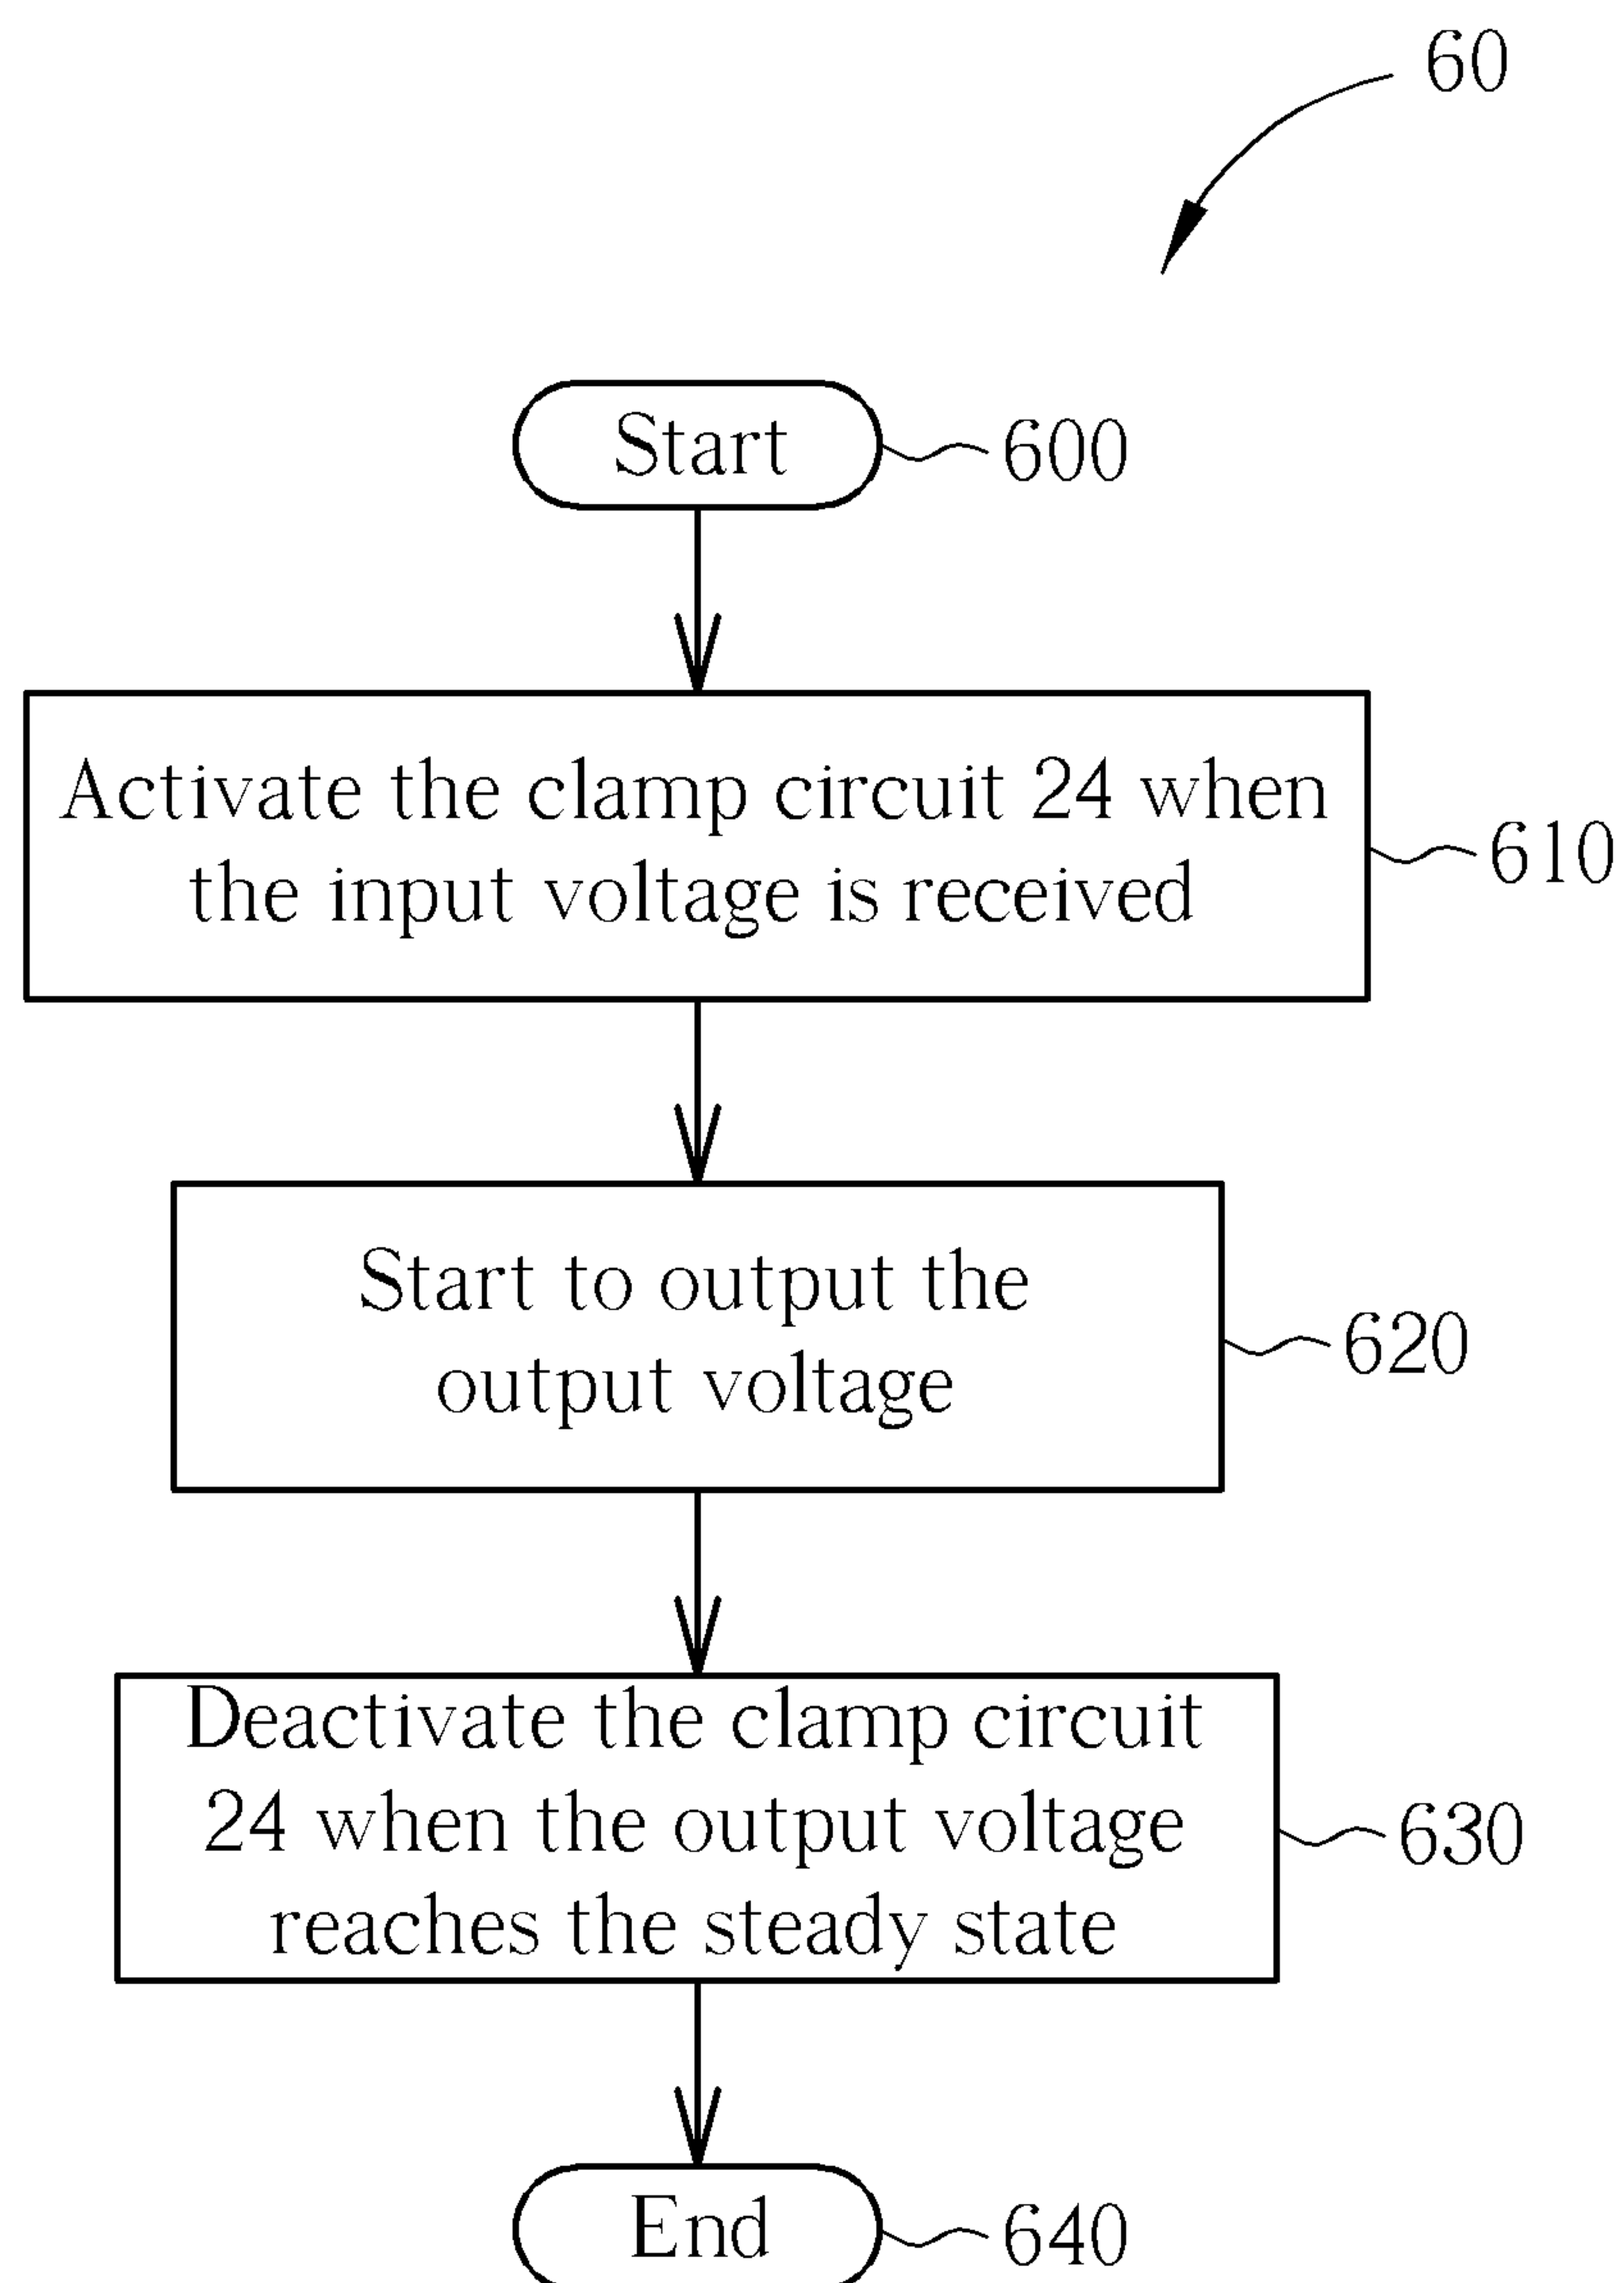 60
Start
600
Activate the clamp circuit 24 when
the input voltage is received
610
Start to output the
output voltage
620
Deactivate the clamp circuit
24 when the output voltage
reaches the steady state
630
End
640